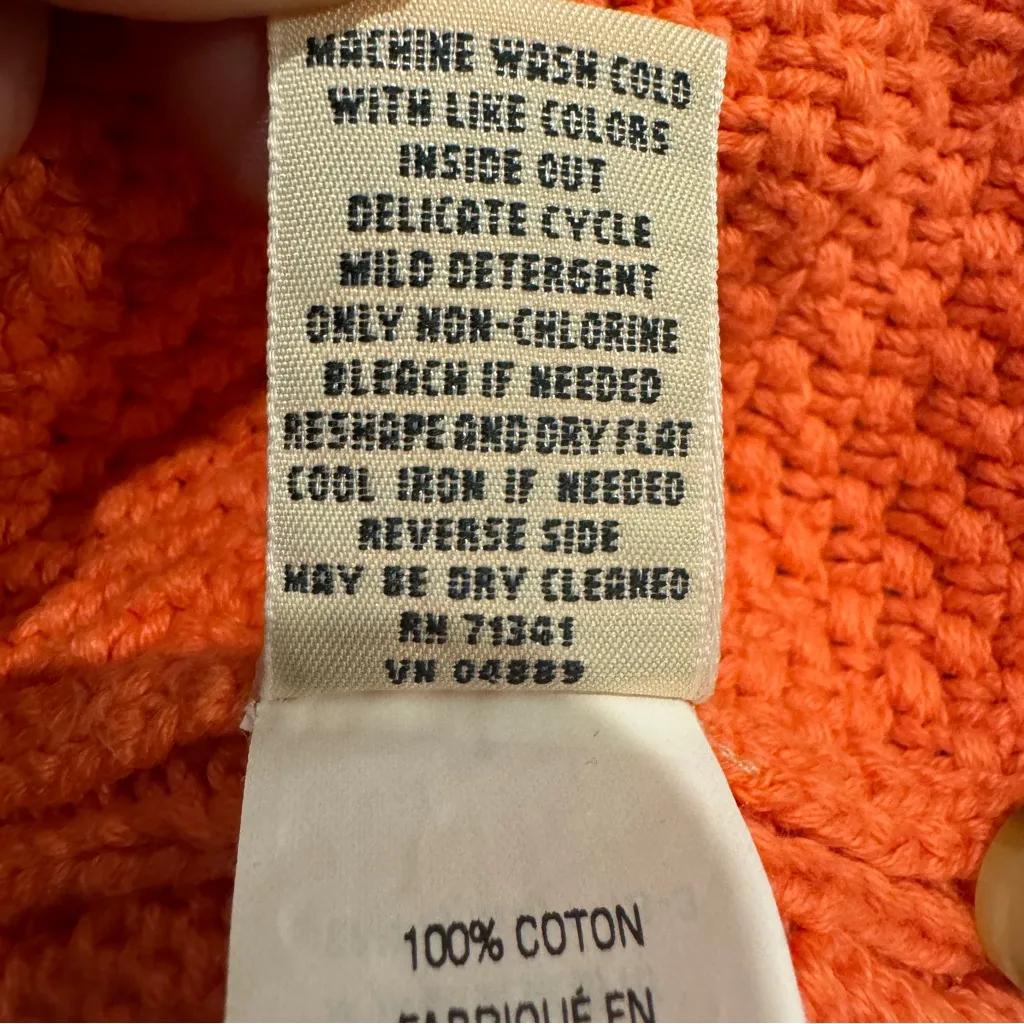 MACHINE WASH COLD
WITH LIKE COLORS
INSIDE OUT
DELICATE CYCLE
MILD DETERGENT
ONLY NON-CHLORINE
BLEACH IF NEEDED
RESHAPE AND DRY FLAT
COOL IRON IF NEEDED
REVERSE SIDE
MAY BE DRY CLEANED
RN 71341
VN 04889
100% COTON
FABRIQUÉ EN